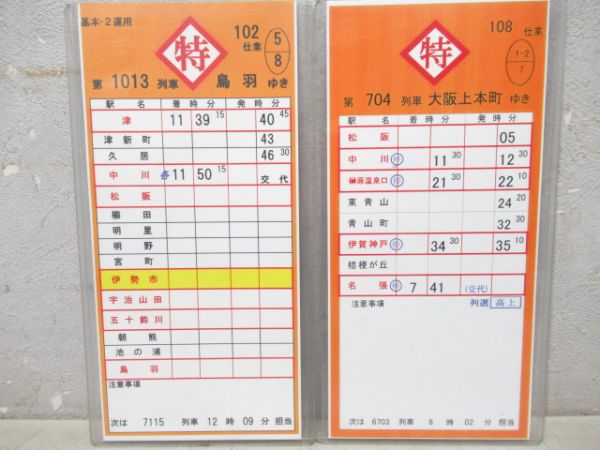 基本-2運用
特
102 仕業
5
8
第 1013 列車 鳥羽 ゆき
駅名 着時分 発時分
津 11 39 15 40 45
津新町 43
久居 46 30
中川 11 50 15 交代
松阪
櫛田
明星
明野
宮町
伊勢市
宇治山田
五十鈴川
朝熊
池の浦
鳥羽
注意事項
次は 7115 列車 12 時 09 分 担当
特
108 仕業
1-2
7
第 704 列車 大阪上本町 ゆき
駅名 着時分 発時分
松阪 05
中川 停 11 30 12 30
榊原温泉口 停 21 30 22 10
東青山 24 20
青山町 32 30
伊賀神戸 停 34 30 35 10
桔梗が丘
名張 停 7 41 (交代)
注意事項 列選 高上
次は 6703 列車 8 時 02 分 担当